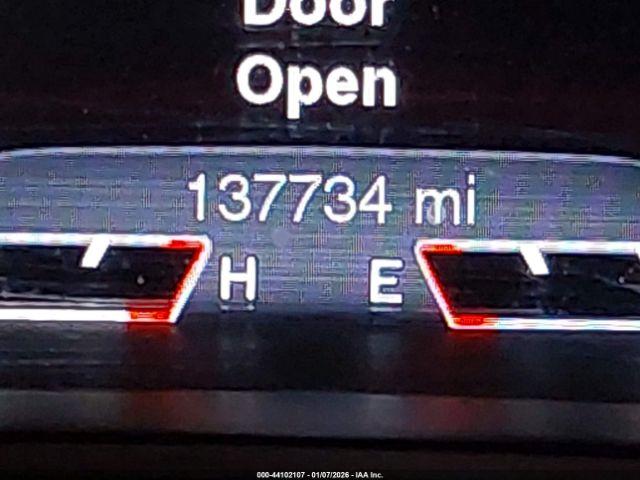 Door
Open
137734 mi
H E
000-44102107 - 01/07/2026 - IAA Inc.